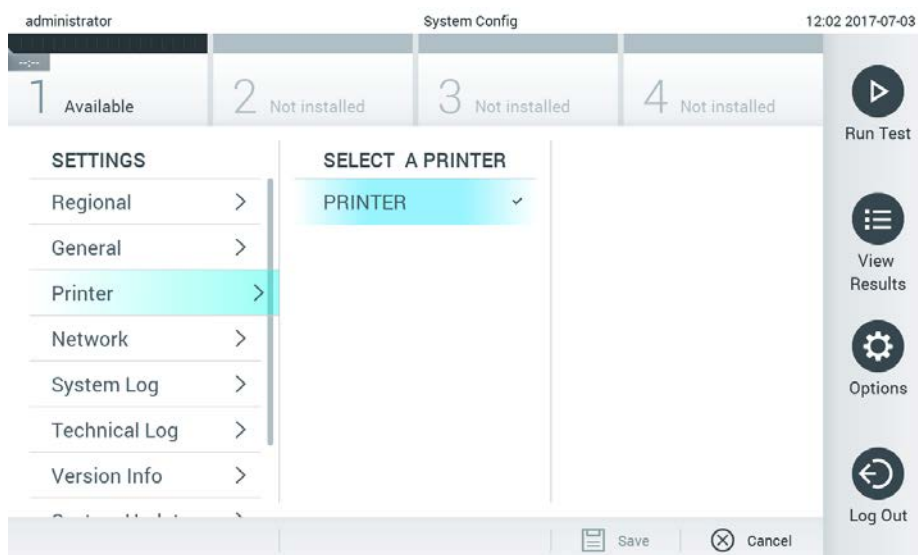 administrator
System Config
12:02 2017-07-03
--:--
1 Available
2 Not installed
3 Not installed
4 Not installed
Run Test
SETTINGS
Regional
General
Printer
Network
System Log
Technical Log
Version Info
SELECT A PRINTER
PRINTER
View
Results
Options
Log Out
Save
Cancel